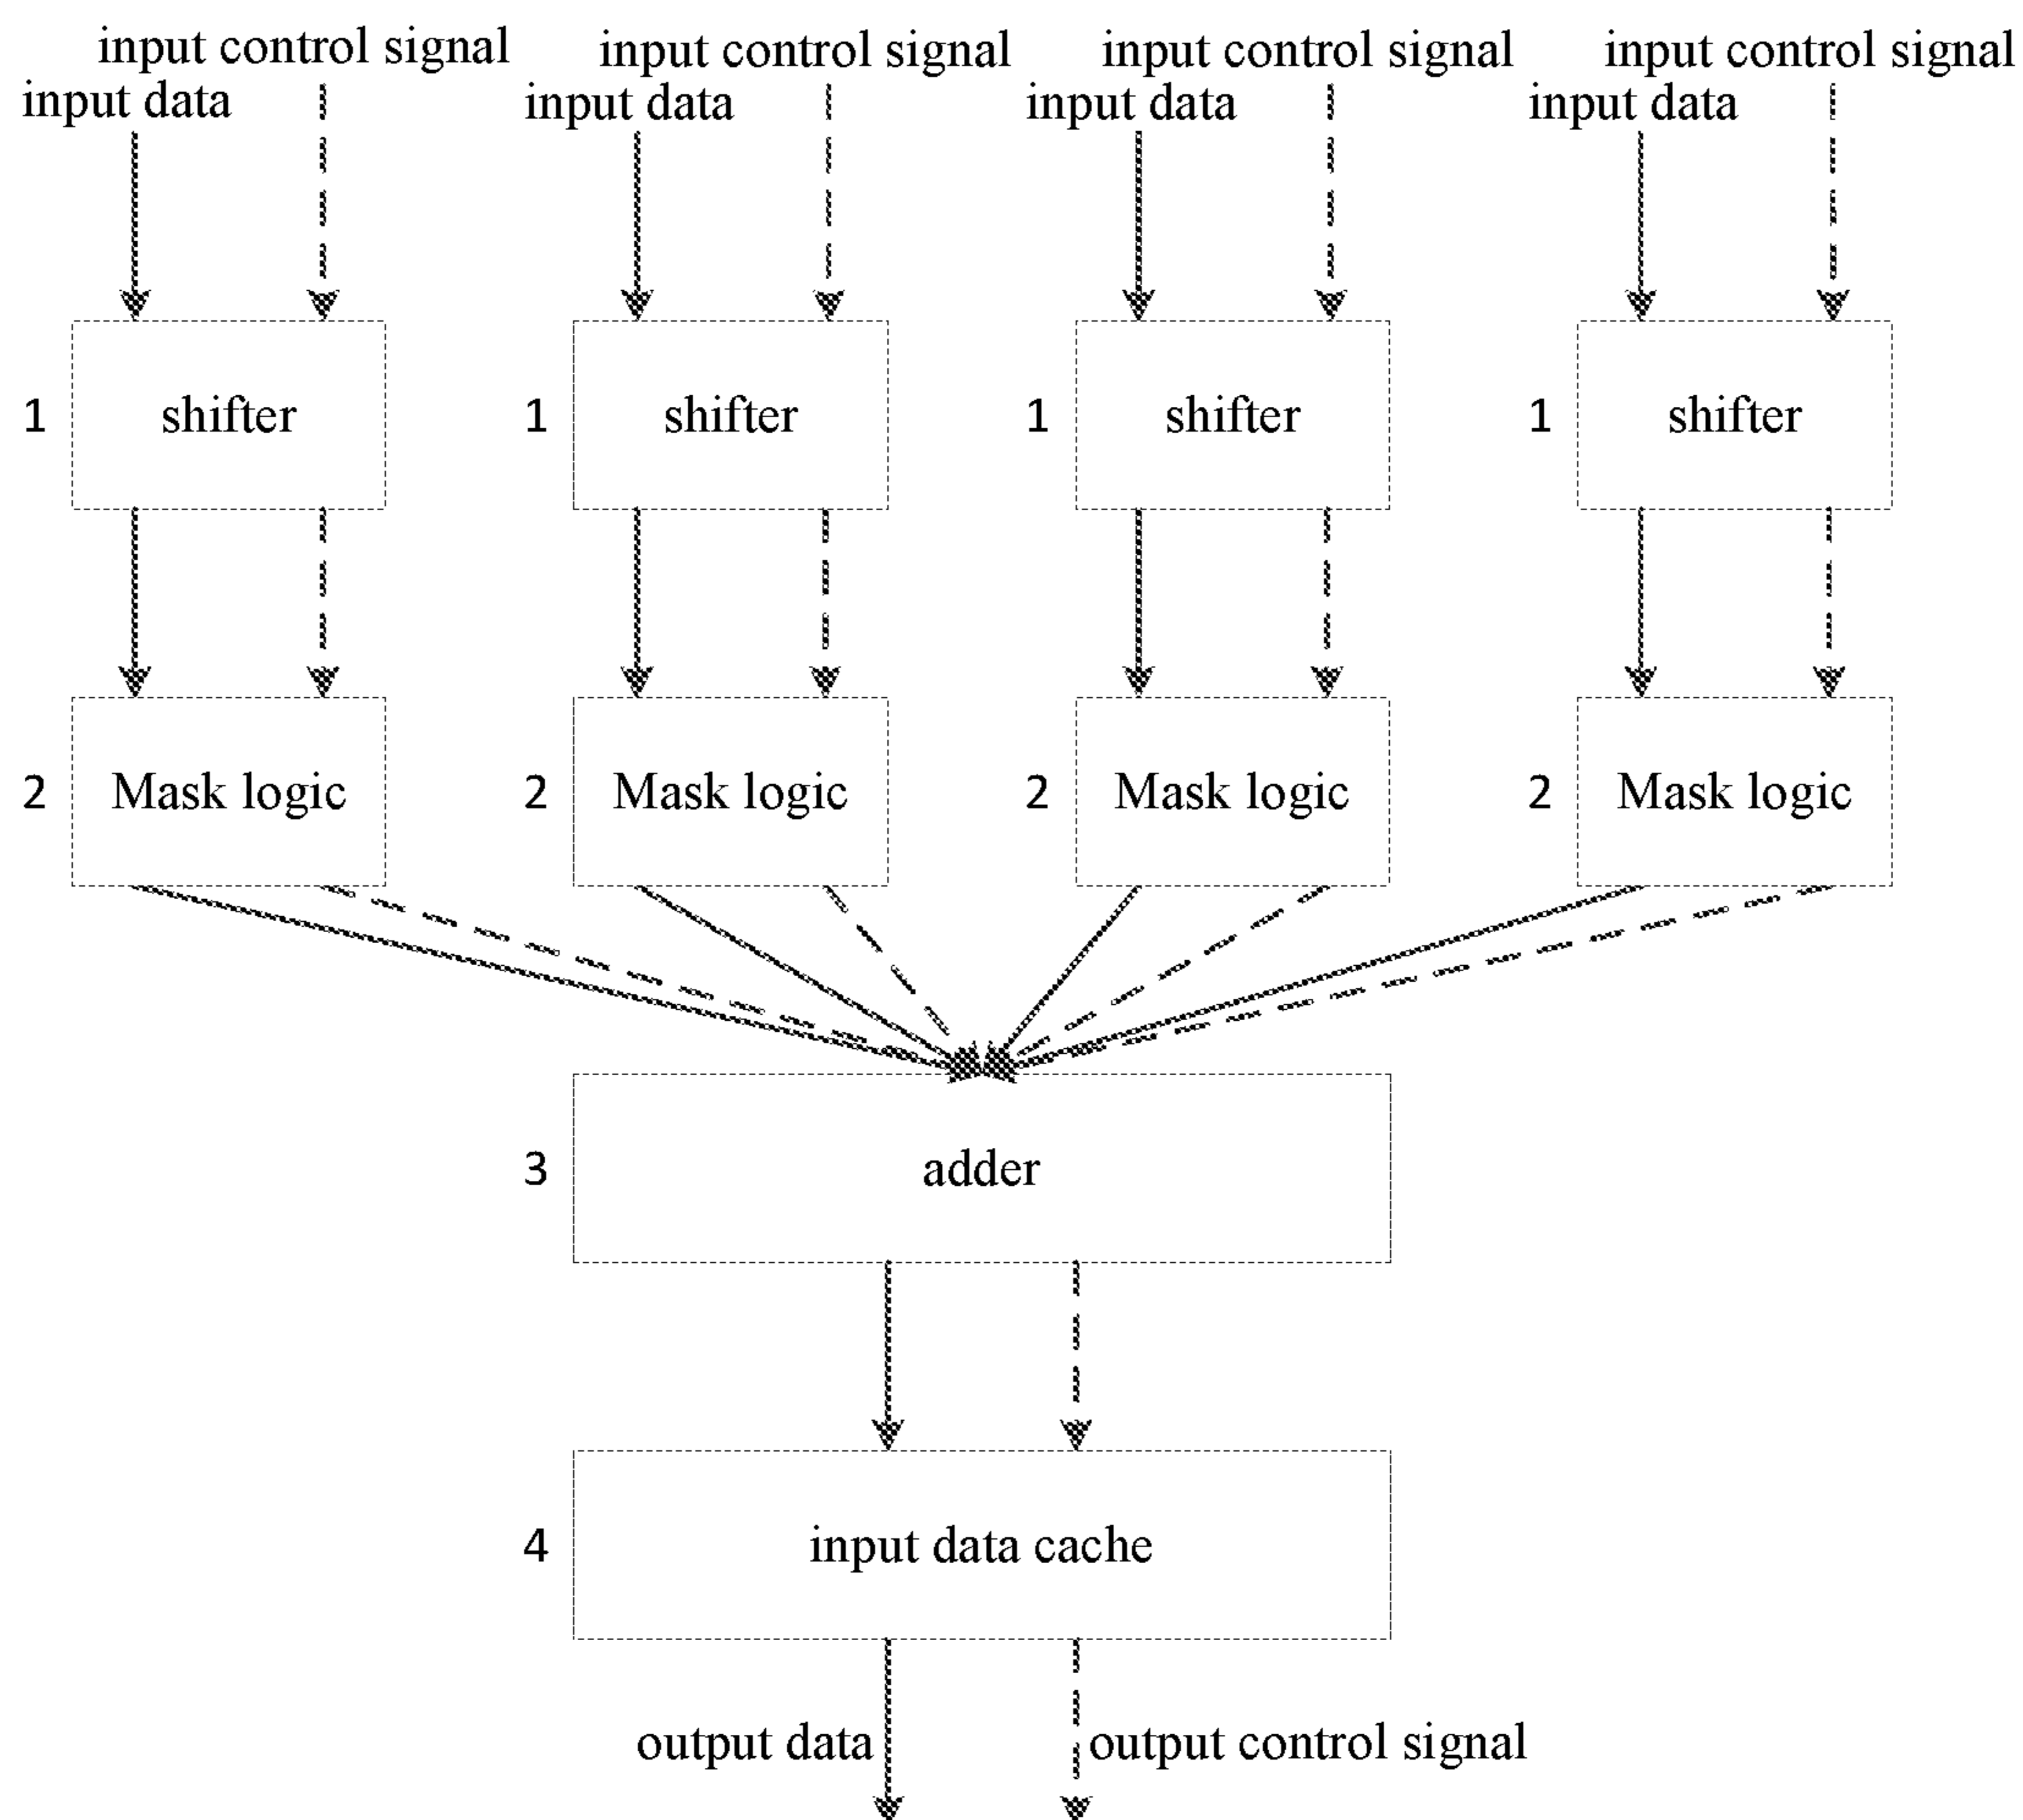 input control signal input control signal input control signal input control signal
input data input data input data input data
1 shifter 1 shifter 1 shifter 1 shifter
2 Mask logic 2 Mask logic 2 Mask logic 2 Mask logic
3 adder
4 input data cache
output data output control signal